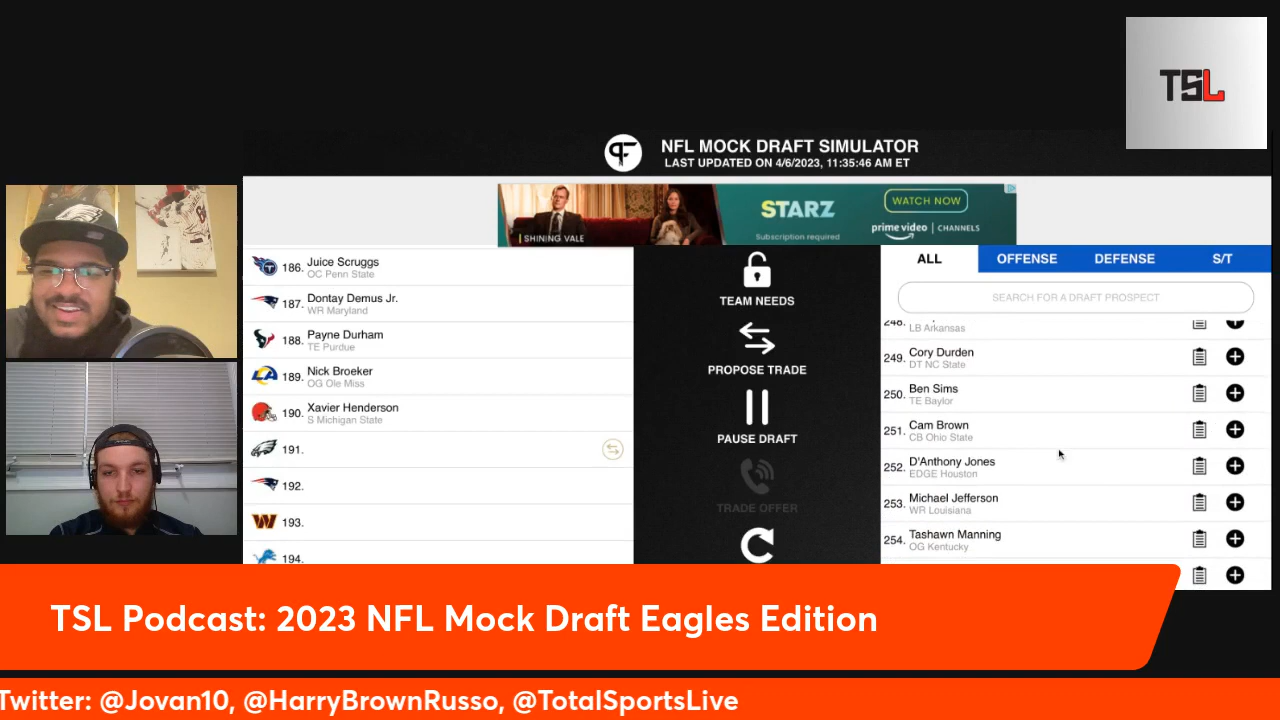 TSL
NFL MOCK DRAFT SIMULATOR
LAST UPDATED ON 4/6/2023, 11:35:46 AM ET
SHINING VALE
STARZ
Subscription required
WATCH NOW
prime video | CHANNELS
186. Juice Scruggs
OC Penn State
187. Dontay Demus Jr.
WR Maryland
188. Payne Durham
TE Purdue
189. Nick Broeker
OG Ole Miss
190. Xavier Henderson
S Michigan State
191.
192.
193.
194.
TEAM NEEDS
PROPOSE TRADE
PAUSE DRAFT
TRADE OFFER
ALL OFFENSE DEFENSE S/T
SEARCH FOR A DRAFT PROSPECT
248.
LB Arkansas
249. Cory Durden
DT NC State
250. Ben Sims
TE Baylor
251. Cam Brown
CB Ohio State
252. D'Anthony Jones
EDGE Houston
253. Michael Jefferson
WR Louisiana
254. Tashawn Manning
OG Kentucky
TSL Podcast: 2023 NFL Mock Draft Eagles Edition
Twitter: @Jovan10, @HarryBrownRusso, @TotalSportsLive